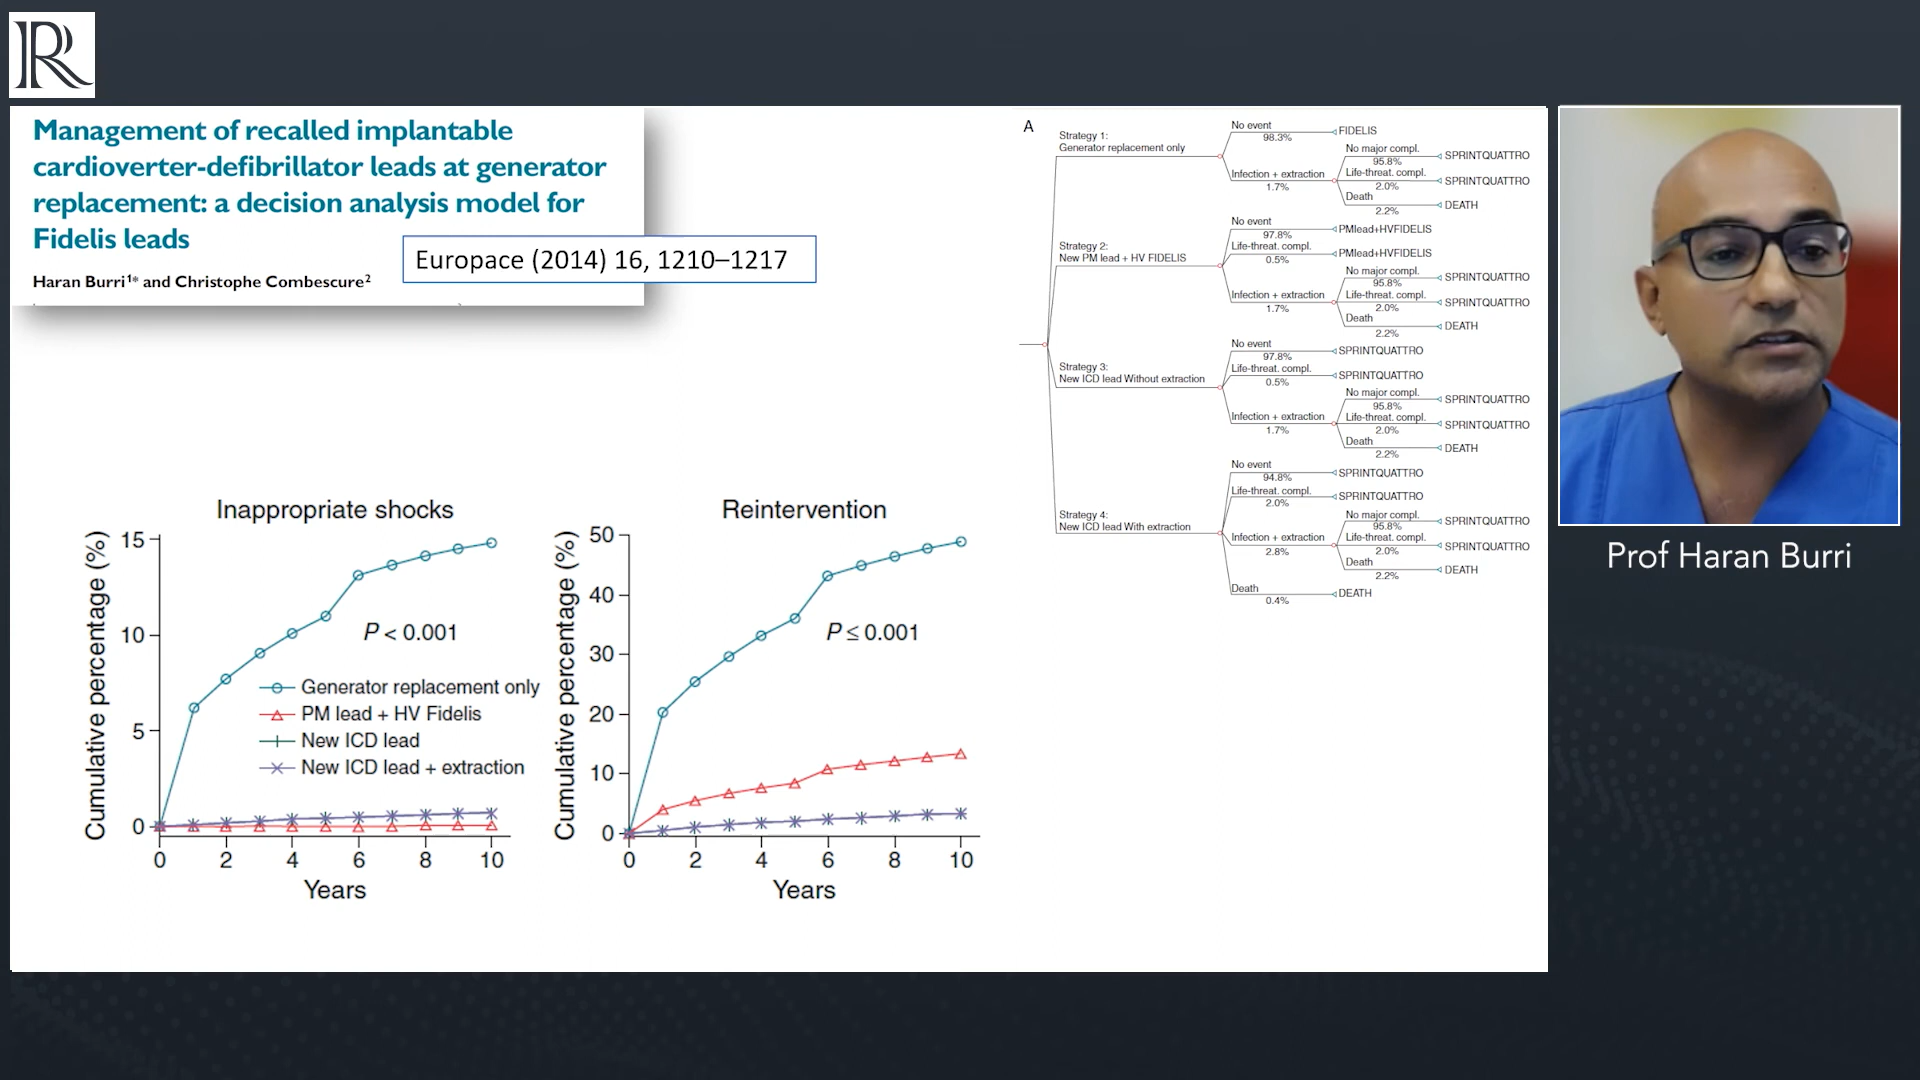 R
Management of recalled implantable
cardioverter-defibrillator leads at generator
replacement: a decision analysis model for
Fidelis leads
Haran Burri1* and Christophe Combescure2
Europace (2014) 16, 1210–1217
Inappropriate shocks
Cumulative percentage (%)
15
10
5
0
P < 0.001
Generator replacement only
PM lead + HV Fidelis
New ICD lead
New ICD lead + extraction
0 2 4 6 8 10
Years
Reintervention
Cumulative percentage (%)
50
40
30
20
10
0
P ≤ 0.001
0 2 4 6 8 10
Years
A
Strategy 1:
Generator replacement only
No event
98.3%
FIDELIS
Infection + extraction
1.7%
No major compl.
95.8%
SPRINTQUATTRO
Life-threat. compl.
2.0%
SPRINTQUATTRO
Death
2.2%
DEATH
Strategy 2:
New PM lead + HV FIDELIS
No event
97.8%
PMlead+HVFIDELIS
Life-threat. compl.
0.5%
PMlead+HVFIDELIS
Infection + extraction
1.7%
No major compl.
95.8%
SPRINTQUATTRO
Life-threat. compl.
2.0%
SPRINTQUATTRO
Death
2.2%
DEATH
Strategy 3:
New ICD lead Without extraction
No event
97.8%
SPRINTQUATTRO
Life-threat. compl.
0.5%
SPRINTQUATTRO
Infection + extraction
1.7%
No major compl.
95.8%
SPRINTQUATTRO
Life-threat. compl.
2.0%
SPRINTQUATTRO
Death
2.2%
DEATH
Strategy 4:
New ICD lead With extraction
No event
94.8%
SPRINTQUATTRO
Life-threat. compl.
2.0%
SPRINTQUATTRO
Infection + extraction
2.8%
No major compl.
95.8%
SPRINTQUATTRO
Life-threat. compl.
2.0%
SPRINTQUATTRO
Death
2.2%
DEATH
Death
0.4%
DEATH
Prof Haran Burri